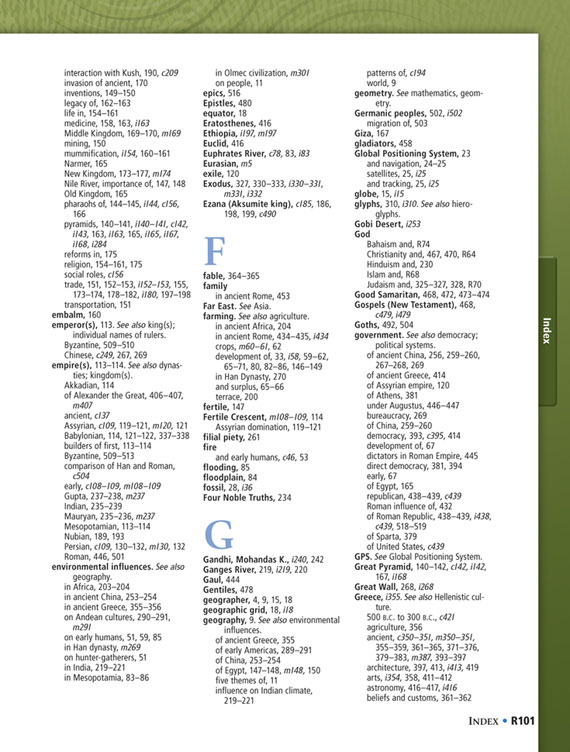 interaction with Kush, 190, c209
invasion of ancient, 170
inventions, 149–150
legacy of, 162–163
life in, 154–161
medicine, 158, 163, i163
Middle Kingdom, 169–170, m169
mining, 150
mummification, i154, 160–161
Narmer, 165
New Kingdom, 173–177, m174
Nile River, importance of, 147, 148
Old Kingdom, 165
pharaohs of, 144–145, i144, c156,
166
pyramids, 140–141, i140–i41, c142,
i143, 163, i163, 165, i165, i167,
i168, i284
reforms in, 175
religion, 154–161, 175
social roles, c156
trade, 151, 152–153, i152–i53, 155,
173–174, 178–182, i180, 197–198
transportation, 151
embalm, 160
emperor(s), 113. See also king(s);
individual names of rulers.
Byzantine, 509–510
Chinese, c249, 267, 269
empire(s), 113–114. See also dynas-
ties; kingdom(s).
Akkadian, 114
of Alexander the Great, 406–407,
m407
ancient, c137
Assyrian, c109, 119–121, m120, 121
Babylonian, 114, 121–122, 337–338
builders of first, 113–114
Byzantine, 509–513
comparison of Han and Roman,
c504
early, c108–i09, m108–i09
Gupta, 237–238, m237
Indian, 235–239
Mauryan, 235–236, m237
Mesopotamian, 113–114
Nubian, 189, 193
Persian, c109, 130–132, m130, 132
Roman, 446, 501
environmental influences. See also
geography.
in Africa, 203–204
in ancient China, 253–254
in ancient Greece, 355–356
on Andean cultures, 290–291,
m291
on early humans, 51, 59, 85
in Han dynasty, m269
on hunter-gatherers, 51
in India, 219–221
in Mesopotamia, 83–86
in Olmec civilization, m301
on people, 11
epics, 516
Epistles, 480
equator, 18
Eratosthenes, 416
Ethiopia, i197, m197
Euclid, 416
Euphrates River, c78, 83, i83
Eurasian, m5
exile, 120
Exodus, 327, 330–333, i330–i31,
m331, i332
Ezana (Aksumite king), c185, 186,
198, 199, c490
F
fable, 364–365
family
in ancient Rome, 453
Far East. See Asia.
farming. See also agriculture.
in ancient Africa, 204
in ancient Rome, 434–435, i434
crops, m60–61, 62
development of, 33, i58, 59–62,
65–71, 80, 82–86, 146–149
in Han Dynasty, 270
and surplus, 65–66
terrace, 200
fertile, 147
Fertile Crescent, m108–i09, 114
Assyrian domination, 119–121
filial piety, 261
fire
and early humans, c46, 53
flooding, 85
floodplain, 84
fossil, 28, i36
Four Noble Truths, 234
G
Gandhi, Mohandas K., i240, 242
Ganges River, 219, i219, 220
Gaul, 444
Gentiles, 478
geographer, 4, 9, 15, 18
geographic grid, 18, i18
geography, 9. See also environmental
influences.
of ancient Greece, 355
of early Americas, 289–291
of China, 253–254
of Egypt, 147–148, m148, 150
five themes of, 11
influence on Indian climate,
219–221
patterns of, c194
world, 9
geometry. See mathematics, geom-
etry.
Germanic peoples, 502, i502
migration of, 503
Giza, 167
gladiators, 458
Global Positioning System, 23
and navigation, 24–25
satellites, 25, i25
and tracking, 25, i25
globe, 15, i15
glyphs, 310, i310. See also hiero-
glyphs.
Gobi Desert, i253
God
Bahaism and, R74
Christianity and, 467, 470, R64
Hinduism and, 230
Islam and, R68
Judaism and, 325–327, 328, R70
Good Samaritan, 468, 472, 473–474
Gospels (New Testament), 468,
c479, i479
Goths, 492, 504
government. See also democracy;
political systems.
of ancient China, 256, 259–260,
267–268, 269
of ancient Greece, 414
of Assyrian empire, 120
of Athens, 381
under Augustus, 446–447
bureaucracy, 269
of China, 259–260
democracy, 393, c395, 414
development of, 67
dictators in Roman Empire, 445
direct democracy, 381, 394
early, 67
of Egypt, 165
republican, 438–439, c439
Roman influence of, 432
of Roman Republic, 438–439, i438,
c439, 518–519
of Sparta, 379
of United States, c439
GPS. See Global Positioning System.
Great Pyramid, 140–142, c142, i142,
167, i168
Great Wall, 268, i268
Greece, i355. See also Hellenistic cul-
ture.
500 B.C. to 300 B.C., c421
agriculture, 356
ancient, c350–35I, m350–35I,
355–359, 361–365, 371–376,
379–383, m387, 393–397
architecture, 397, 413, i413, 419
arts, i354, 358, 411–412
astronomy, 416–417, i416
beliefs and customs, 361–362
Index
INDEX • R101